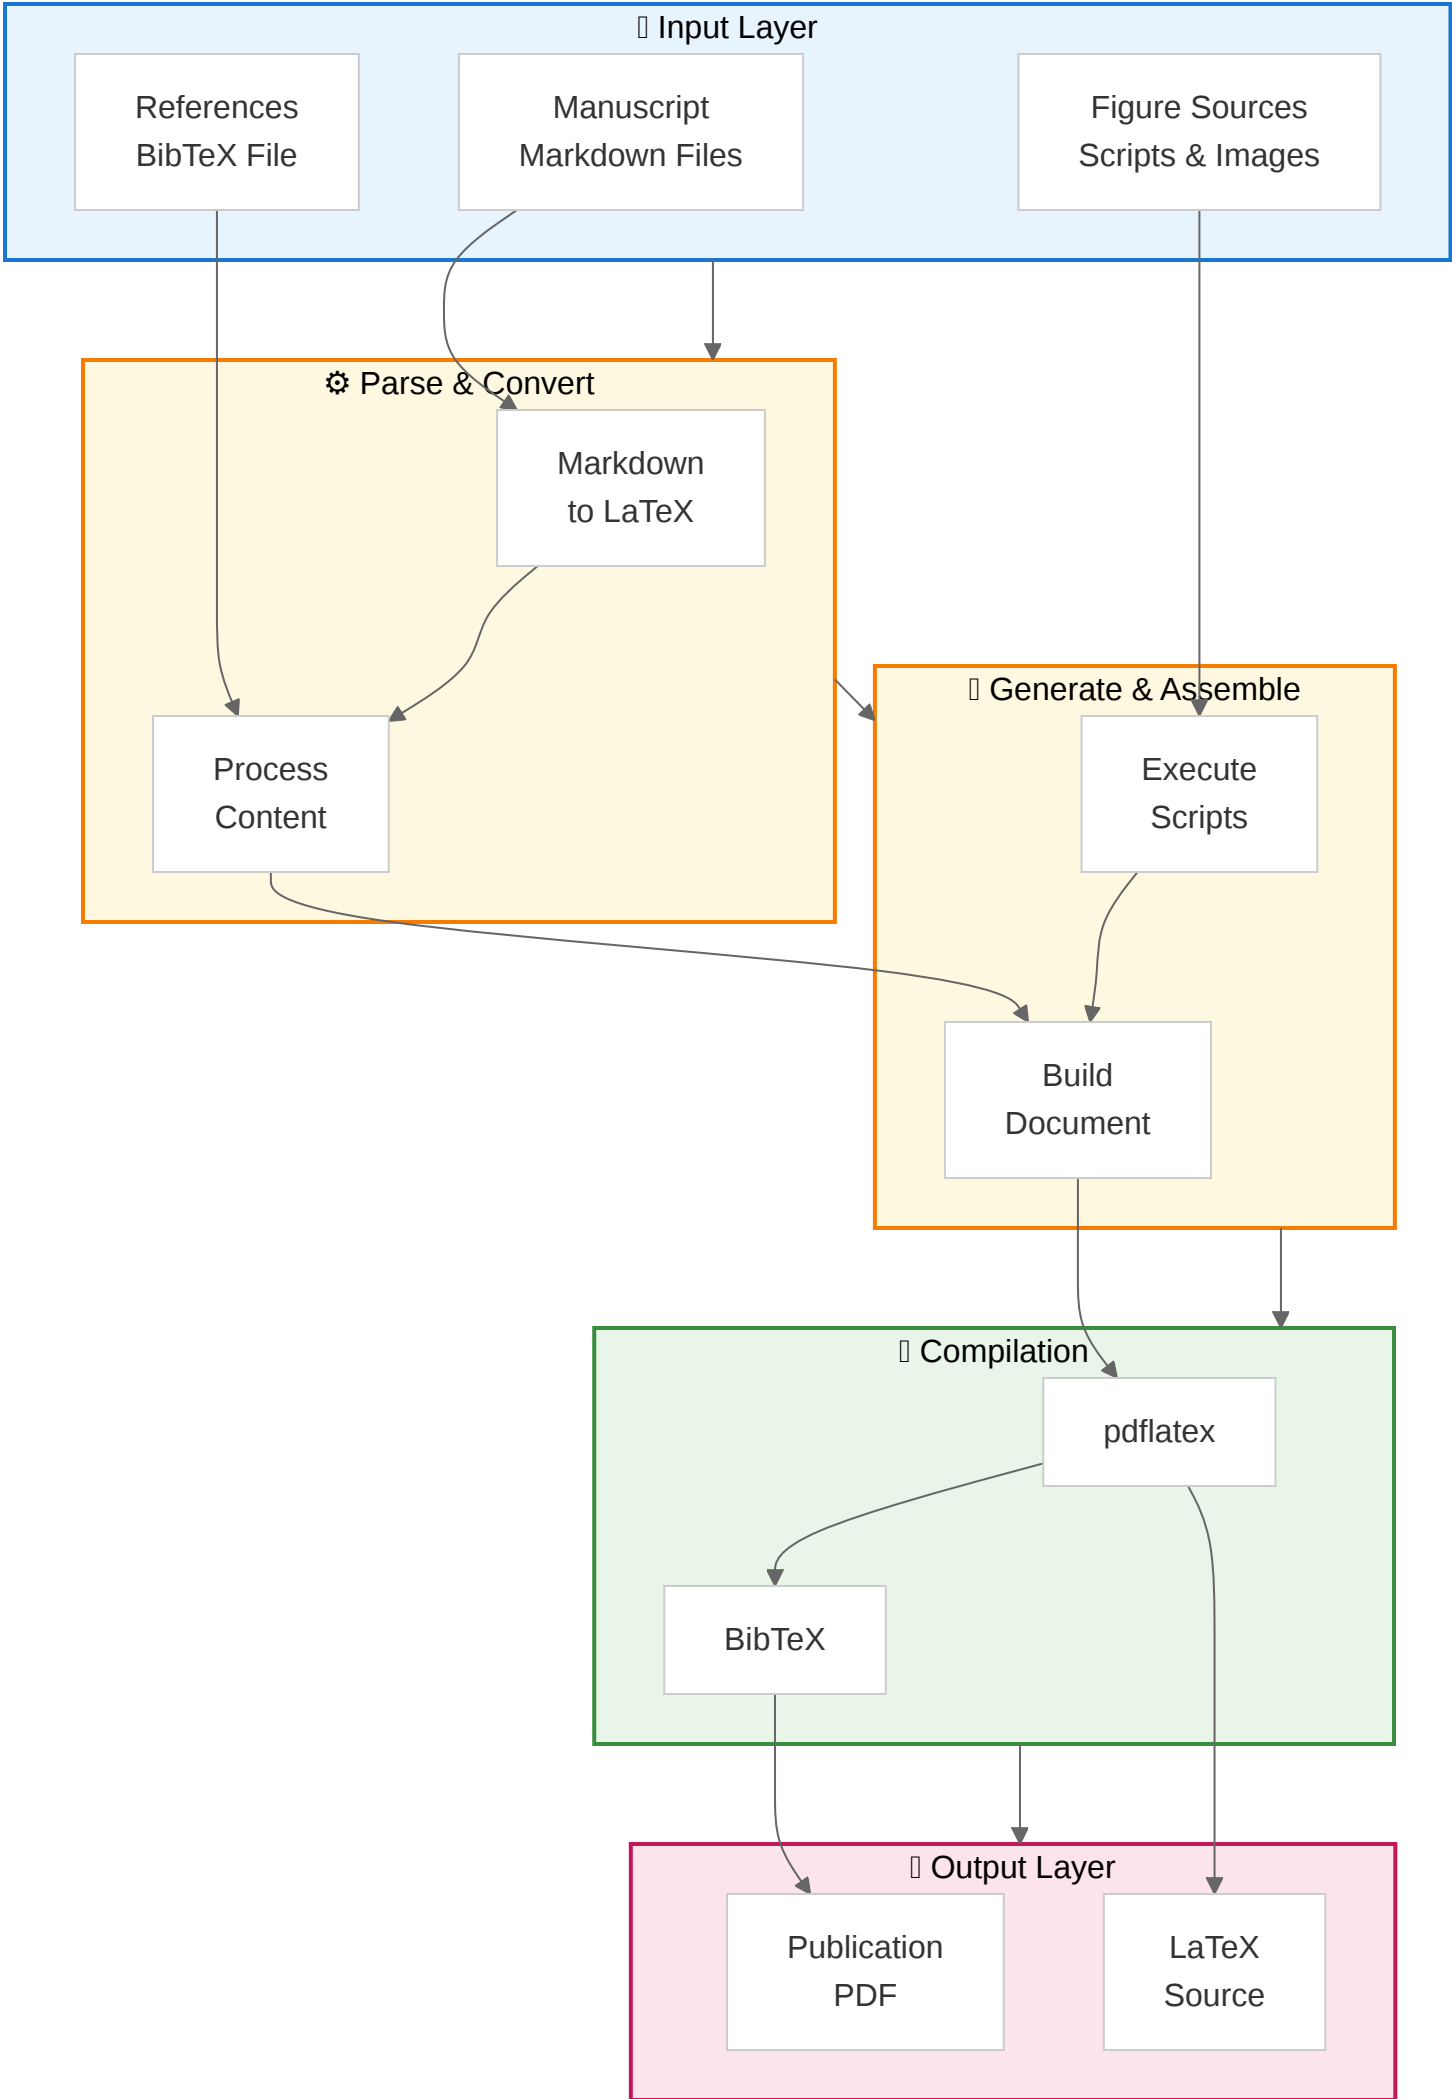 Input Layer
References
BibTeX File
Manuscript
Markdown Files
Figure Sources
Scripts & Images
⚙ Parse & Convert
Markdown
to LaTeX
Process
Content
Generate & Assemble
Execute
Scripts
Build
Document
Compilation
pdflatex
BibTeX
Output Layer
Publication
PDF
LaTeX
Source